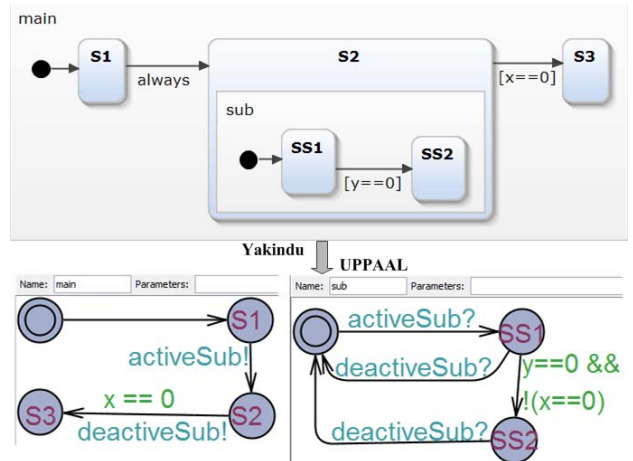 main
S1
always
S2
[x==0]
S3
sub
SS1
[y==0]
SS2
Yakindu
UPPAAL
Name: main Parameters:
S1
activeSub!
S2
x == 0
deactiveSub!
S3
Name: sub Parameters:
activeSub?
SS1
deactiveSub?
y==0 &&
!(x==0)
deactiveSub?
SS2